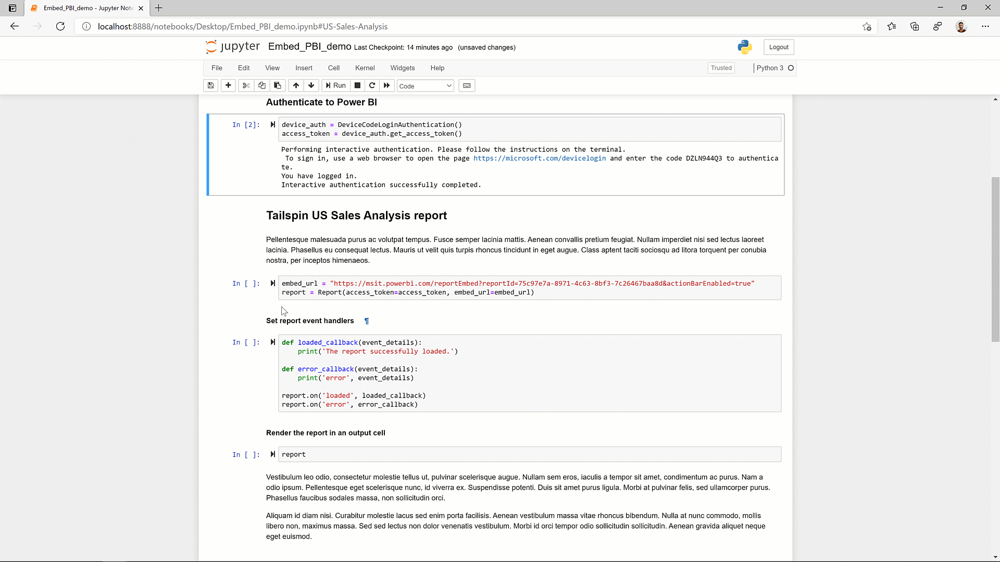 Embed_PBI_demo - Jupyter Note
localhost:8888/notebooks/Desktop/Embed_PBI_demo.ipynb#US-Sales-Analysis
jupyter Embed_PBI_demo Last Checkpoint: 14 minutes ago (unsaved changes)
Logout
File Edit View Insert Cell Kernel Widgets Help
Trusted
Python 3
Run
Code
Authenticate to Power BI
In [2]:
device_auth = DeviceCodeLoginAuthentication()
access_token = device_auth.get_access_token()
Performing interactive authentication. Please follow the instructions on the terminal.
To sign in, use a web browser to open the page https://microsoft.com/devicelogin and enter the code DZLN944Q3 to authentica
te.
You have logged in.
Interactive authentication successfully completed.
Tailspin US Sales Analysis report
Pellentesque malesuada purus ac volutpat tempus. Fusce semper lacinia mattis. Aenean convallis pretium feugiat. Nullam imperdiet nisi sed lectus laoreet
lacinia. Phasellus eu consequat lectus. Mauris ut velit quis turpis rhoncus tincidunt in eget augue. Class aptent taciti sociosqu ad litora torquent per conubia
nostra, per inceptos himenaeos.
In [ ]:
embed_url = "https://msit.powerbi.com/reportEmbed?reportId=75c97e7a-8971-4c63-8bf3-7c26467baa8d&actionBarEnabled=true"
report = Report(access_token=access_token, embed_url=embed_url)
Set report event handlers ¶
In [ ]:
def loaded_callback(event_details):
    print('The report successfully loaded.')
def error_callback(event_details):
    print('error', event_details)
report.on('loaded', loaded_callback)
report.on('error', error_callback)
Render the report in an output cell
In [ ]:
report
Vestibulum leo odio, consectetur molestie tellus ut, pulvinar scelerisque augue. Nullam sem eros, iaculis a tempor sit amet, condimentum ac purus. Nam a
odio ipsum. Pellentesque eget scelerisque nunc, id viverra ex. Suspendisse potenti. Duis sit amet purus ligula. Morbi at pulvinar felis, sed ullamcorper purus.
Phasellus faucibus sodales massa, non sollicitudin orci.
Aliquam id diam nisi. Curabitur molestie lacus sed enim porta facilisis. Aenean vestibulum massa vitae rhoncus bibendum. Nulla at nunc commodo, mollis
libero non, maximus massa. Sed sed lectus non dolor venenatis vestibulum. Morbi id orci tempor odio sollicitudin sollicitudin. Aenean gravida aliquet neque
eget euismod.